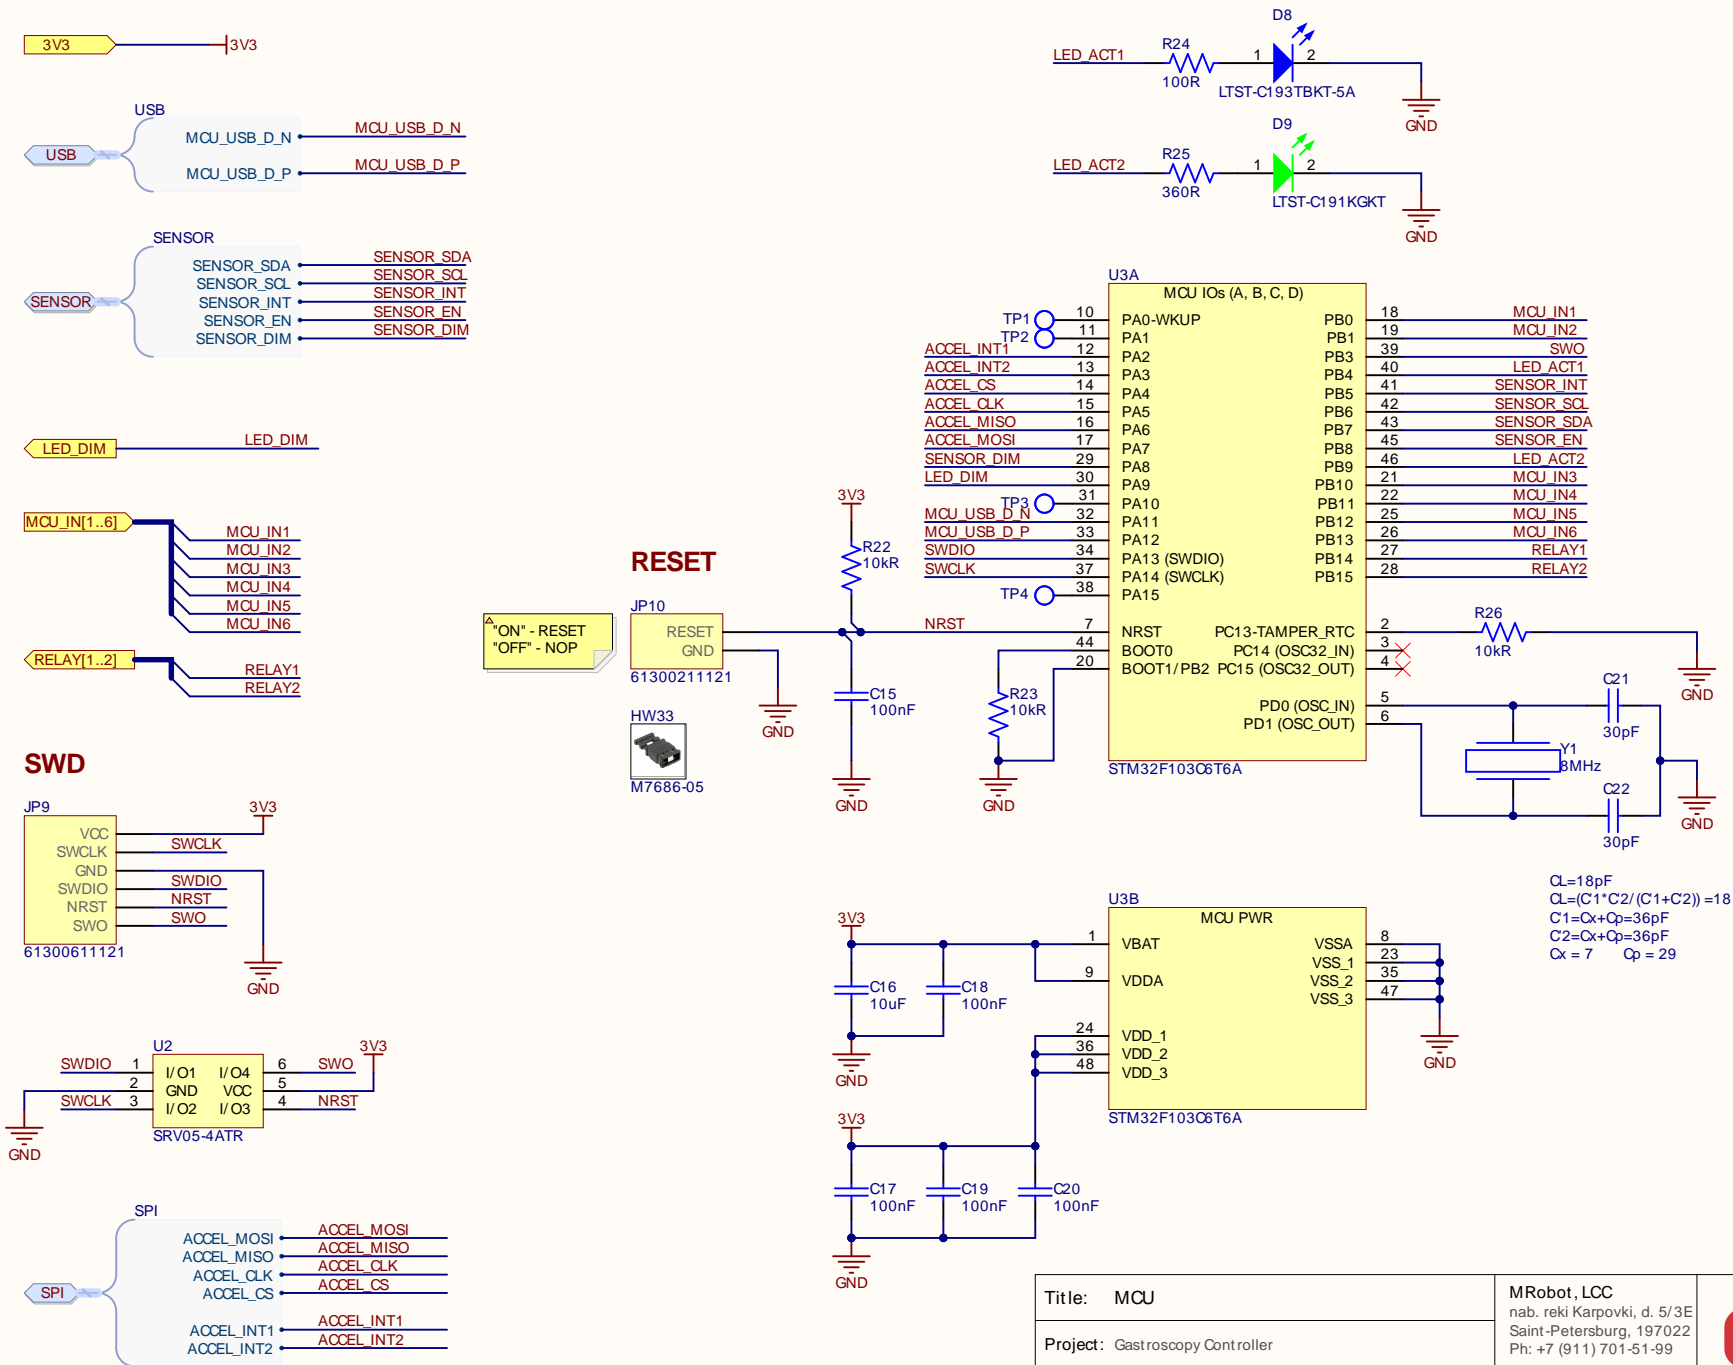 3V3
3V3
USB
USB
MCU_USB_D_N
MCU_USB_D_N
MCU_USB_D_P
MCU_USB_D_P
SENSOR
SENSOR
SENSOR_SDA
SENSOR_SDA
SENSOR_SCL
SENSOR_SCL
SENSOR_INT
SENSOR_INT
SENSOR_EN
SENSOR_EN
SENSOR_DIM
SENSOR_DIM
LED_DIM
LED_DIM
MCU_IN[1..6]
MCU_IN1
MCU_IN2
MCU_IN3
MCU_IN4
MCU_IN5
MCU_IN6
RELAY[1..2]
RELAY1
RELAY2
SWD
JP9
3V3
VCC
SWCLK
SWCLK
GND
SWDIO
SWDIO
NRST
NRST
SWO
SWO
61300611121
GND
U2
3V3
SWDIO 1 I/O1 I/O4 6 SWO
2 GND VCC 5
SWCLK 3 I/O2 I/O3 4 NRST
SRV05-4ATR
GND
SPI
SPI
ACCEL_MOSI
ACCEL_MOSI
ACCEL_MISO
ACCEL_MISO
ACCEL_CLK
ACCEL_CLK
ACCEL_CS
ACCEL_CS
ACCEL_INT1
ACCEL_INT1
ACCEL_INT2
ACCEL_INT2
D8
LED_ACT1
R24
100R
1 2
LTST-C193TBKT-5A
GND
D9
LED_ACT2
R25
360R
1 2
LTST-C191KGKT
GND
RESET
"ON" - RESET
"OFF" - NOP
JP10
RESET
GND
61300211121
GND
HW33
M7686-05
3V3
R22
10kR
C15
100nF
GND
NRST
R23
10kR
GND
U3A
MCU IOs (A, B, C, D)
TP1 10 PA0-WKUP PB0 18 MCU_IN1
TP2 11 PA1 PB1 19 MCU_IN2
ACCEL_INT1 12 PA2 PB3 39 SWO
ACCEL_INT2 13 PA3 PB4 40 LED_ACT1
ACCEL_CS 14 PA4 PB5 41 SENSOR_INT
ACCEL_CLK 15 PA5 PB6 42 SENSOR_SCL
ACCEL_MISO 16 PA6 PB7 43 SENSOR_SDA
ACCEL_MOSI 17 PA7 PB8 45 SENSOR_EN
SENSOR_DIM 29 PA8 PB9 46 LED_ACT2
LED_DIM 30 PA9 PB10 21 MCU_IN3
TP3 31 PA10 PB11 22 MCU_IN4
MCU_USB_D_N 32 PA11 PB12 25 MCU_IN5
MCU_USB_D_P 33 PA12 PB13 26 MCU_IN6
SWDIO 34 PA13 (SWDIO) PB14 27 RELAY1
SWCLK 37 PA14 (SWCLK) PB15 28 RELAY2
TP4 38 PA15
7 NRST PC13-TAMPER_RTC 2
44 BOOT0 PC14 (OSC32_IN) 3
20 BOOT1/PB2 PC15 (OSC32_OUT) 4
PD0 (OSC_IN) 5
PD1 (OSC_OUT) 6
STM32F103C6T6A
R26
10kR
GND
C21
30pF
Y1
8MHz
C22
30pF
GND
CL=18pF
CL=(C'1*C'2/(C'1+C'2))=18
C'1=Cx+Cp=36pF
C'2=Cx+Cp=36pF
Cx = 7 Cp = 29
U3B
MCU PWR
3V3
1 VBAT VSSA 8
VSS_1 23
9 VDDA VSS_2 35
VSS_3 47
24 VDD_1
36 VDD_2
48 VDD_3
STM32F103C6T6A
GND
C16
10uF
C18
100nF
GND
3V3
C17
100nF
C19
100nF
C20
100nF
GND
Title: MCU
Project: Gastroscopy Controller
MRobot, LCC
nab. reki Karpovki, d. 5/3E
Saint-Petersburg, 197022
Ph: +7 (911) 701-51-99